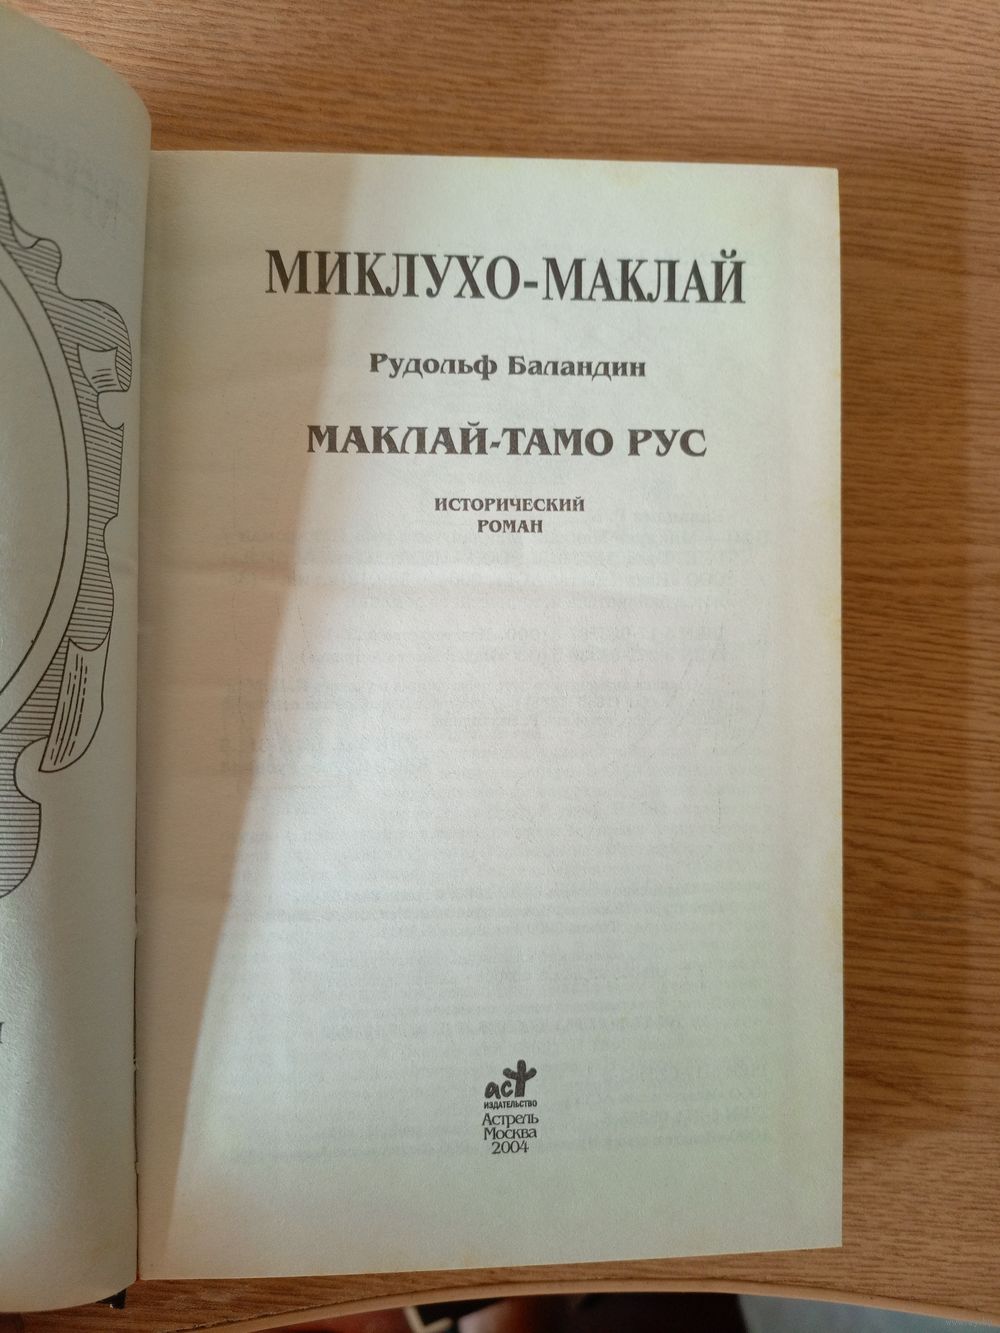 МИКЛУХО-МАКЛАЙ
Рудольф Баландин
МАКЛАЙ-ТАМО РУС
ИСТОРИЧЕСКИЙ
РОМАН
аст
ИЗДАТЕЛЬСТВО
Астрель
Москва
2004